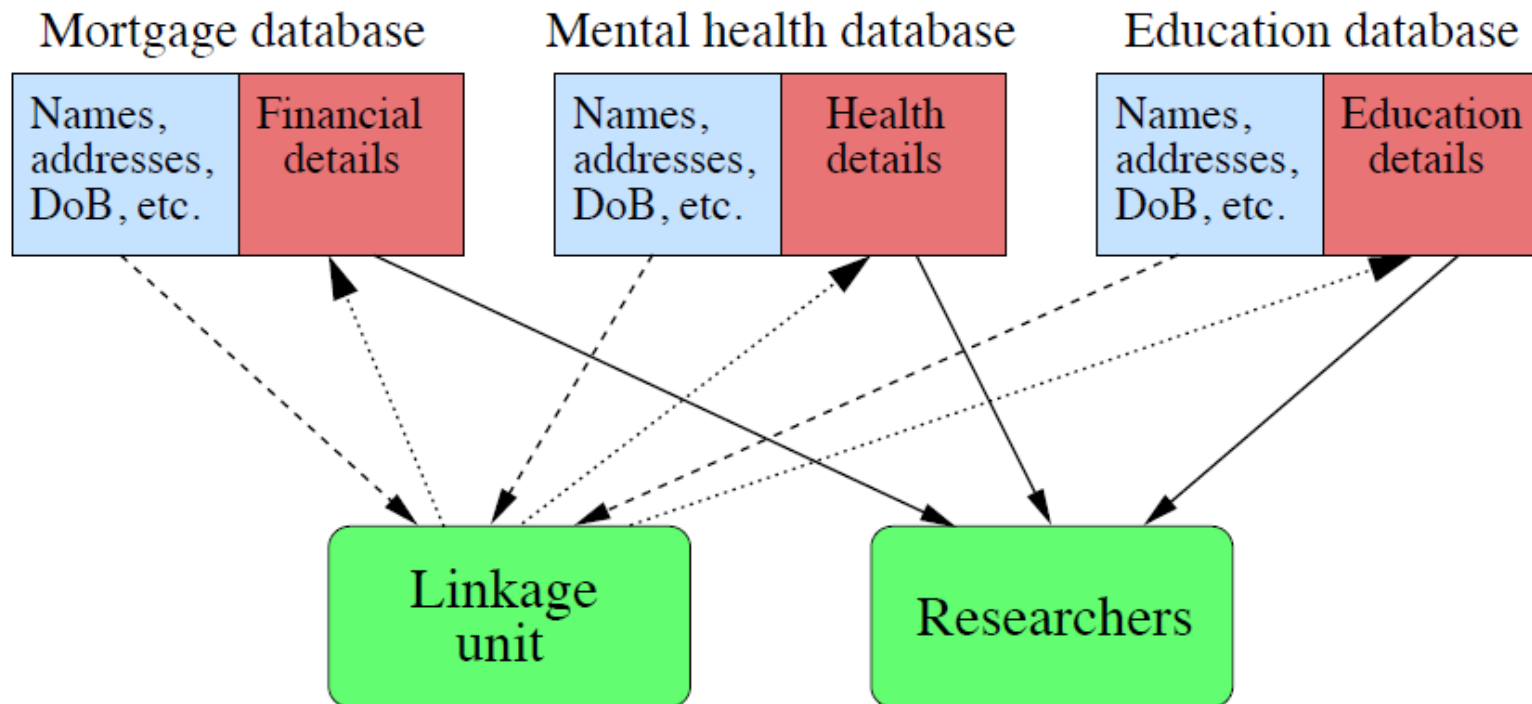 Mortgage database
Mental health database
Education database
Names,
addresses,
DoB, etc.
Financial
details
Names,
addresses,
DoB, etc.
Health
details
Names,
addresses,
DoB, etc.
Education
details
Linkage
unit
Researchers